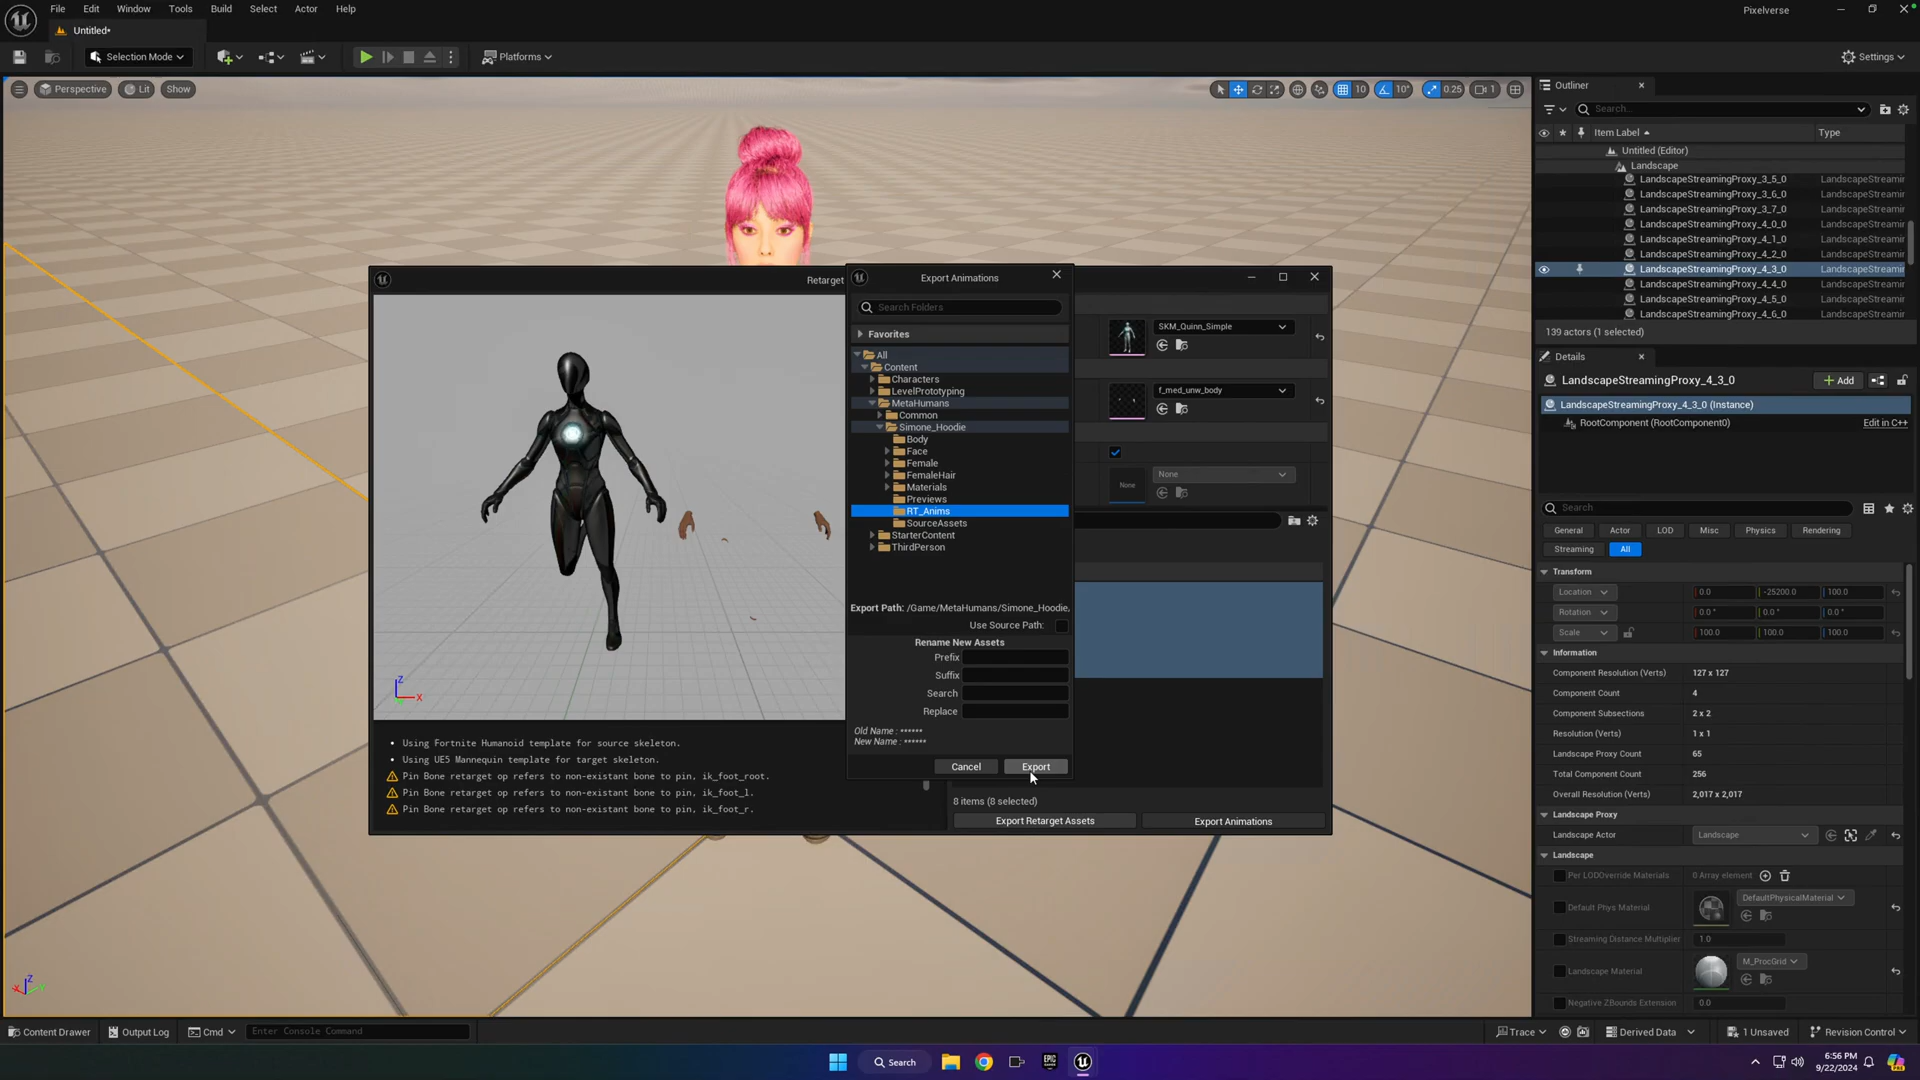 File Edit Window Tools Build Select Actor Help
Pixelverse
Untitled*
Selection Mode
Platforms
Settings
Perspective
Lit
Show
10
10°
0.25
1
Outliner
Search...
Item Label
Type
Untitled (Editor)
Landscape
LandscapeStreamingProxy_3_5_0 LandscapeStreamin
LandscapeStreamingProxy_3_6_0 LandscapeStreamin
LandscapeStreamingProxy_3_7_0 LandscapeStreamin
LandscapeStreamingProxy_4_0_0 LandscapeStreamin
LandscapeStreamingProxy_4_1_0 LandscapeStreamin
LandscapeStreamingProxy_4_2_0 LandscapeStreamin
LandscapeStreamingProxy_4_3_0 LandscapeStreamin
LandscapeStreamingProxy_4_4_0 LandscapeStreamin
LandscapeStreamingProxy_4_5_0 LandscapeStreamin
LandscapeStreamingProxy_4_6_0 LandscapeStreamin
139 actors (1 selected)
Details
LandscapeStreamingProxy_4_3_0
Add
LandscapeStreamingProxy_4_3_0 (Instance)
RootComponent (RootComponent0) Edit in C++
Search
General Actor LOD Misc Physics Rendering
Streaming All
Transform
Location 0.0 -25200.0 100.0
Rotation 0.0 ° 0.0 ° 0.0 °
Scale 100.0 100.0 100.0
Information
Component Resolution (Verts) 127 x 127
Component Count 4
Component Subsections 2 x 2
Resolution (Verts) 1 x 1
Landscape Proxy Count 65
Total Component Count 256
Overall Resolution (Verts) 2,017 x 2,017
Landscape Proxy
Landscape Actor Landscape
Landscape
Per LODOverride Materials 0 Array element
Default Phys Material DefaultPhysicalMaterial
Streaming Distance Multiplier 1.0
Landscape Material M_ProcGrid
Negative ZBounds Extension 0.0
Retarget
Z
X
Using Fortnite Humanoid template for source skeleton.
Using UE5 Mannequin template for target skeleton.
Pin Bone retarget op refers to non-existant bone to pin, ik_foot_root.
Pin Bone retarget op refers to non-existant bone to pin, ik_foot_l.
Pin Bone retarget op refers to non-existant bone to pin, ik_foot_r.
Export Animations
Search Folders
Favorites
All
Content
Characters
LevelPrototyping
MetaHumans
Common
Simone_Hoodie
Body
Face
Female
FemaleHair
Materials
Previews
RT_Anims
SourceAssets
StarterContent
ThirdPerson
Export Path: /Game/MetaHumans/Simone_Hoodie,
Use Source Path:
Rename New Assets
Prefix
Suffix
Search
Replace
Old Name : ******
New Name : ******
Cancel
Export
SKM_Quinn_Simple
f_med_unw_body
None
None
8 items (8 selected)
Export Retarget Assets
Export Animations
Z
X
Y
Content Drawer
Output Log
Cmd
Enter Console Command
Trace
Derived Data
1 Unsaved
Revision Control
Search
6:56 PM
9/22/2024